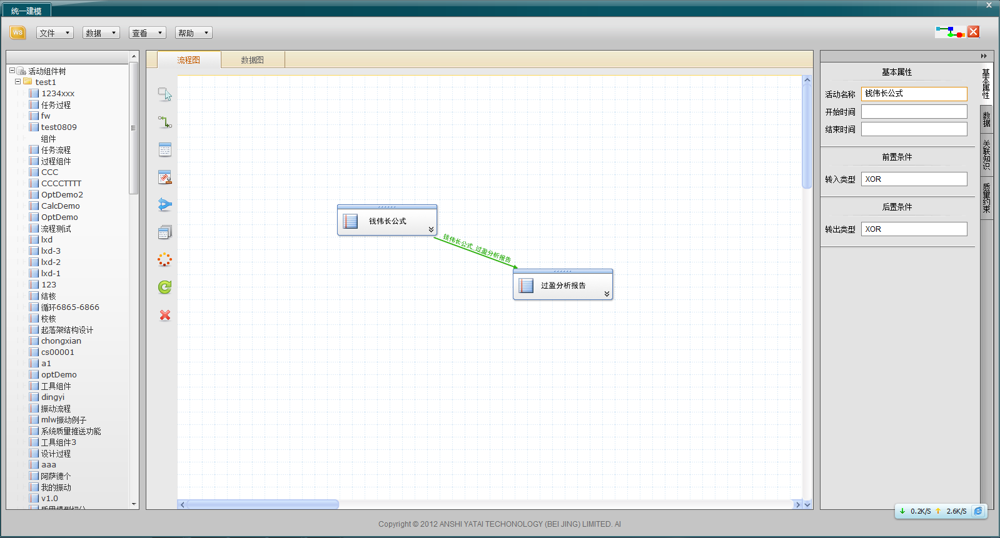 统一建模
WS 文件 数据 查看 帮助
流程图 数据图
活动组件树
test1
1234xxx
任务过程
fw
test0809
组件
任务流程
过程组件
CCC
CCCCTTTT
OptDemo2
CalcDemo
OptDemo
流程测试
lxd
lxd-3
lxd-2
lxd-1
123
结核
循环6865-6866
校核
起落架结构设计
chongxian
cs00001
a1
optDemo
工具组件
dingyi
振动流程
mlw振动例子
系统质量推送功能
工具组件3
设计过程
aaa
阿萨德个
我的振动
v1.0
钱伟长公式
钱伟长公式_过盈分析报告
过盈分析报告
基本属性
活动名称 钱伟长公式
开始时间
结束时间
前置条件
转入类型 XOR
后置条件
转出类型 XOR
基本属性
数据
关联知识
质量约束
0.2K/S 2.6K/S
Copyright © 2012 ANSHI YATAI TECHONOLOGY (BEI JING) LIMITED. AI